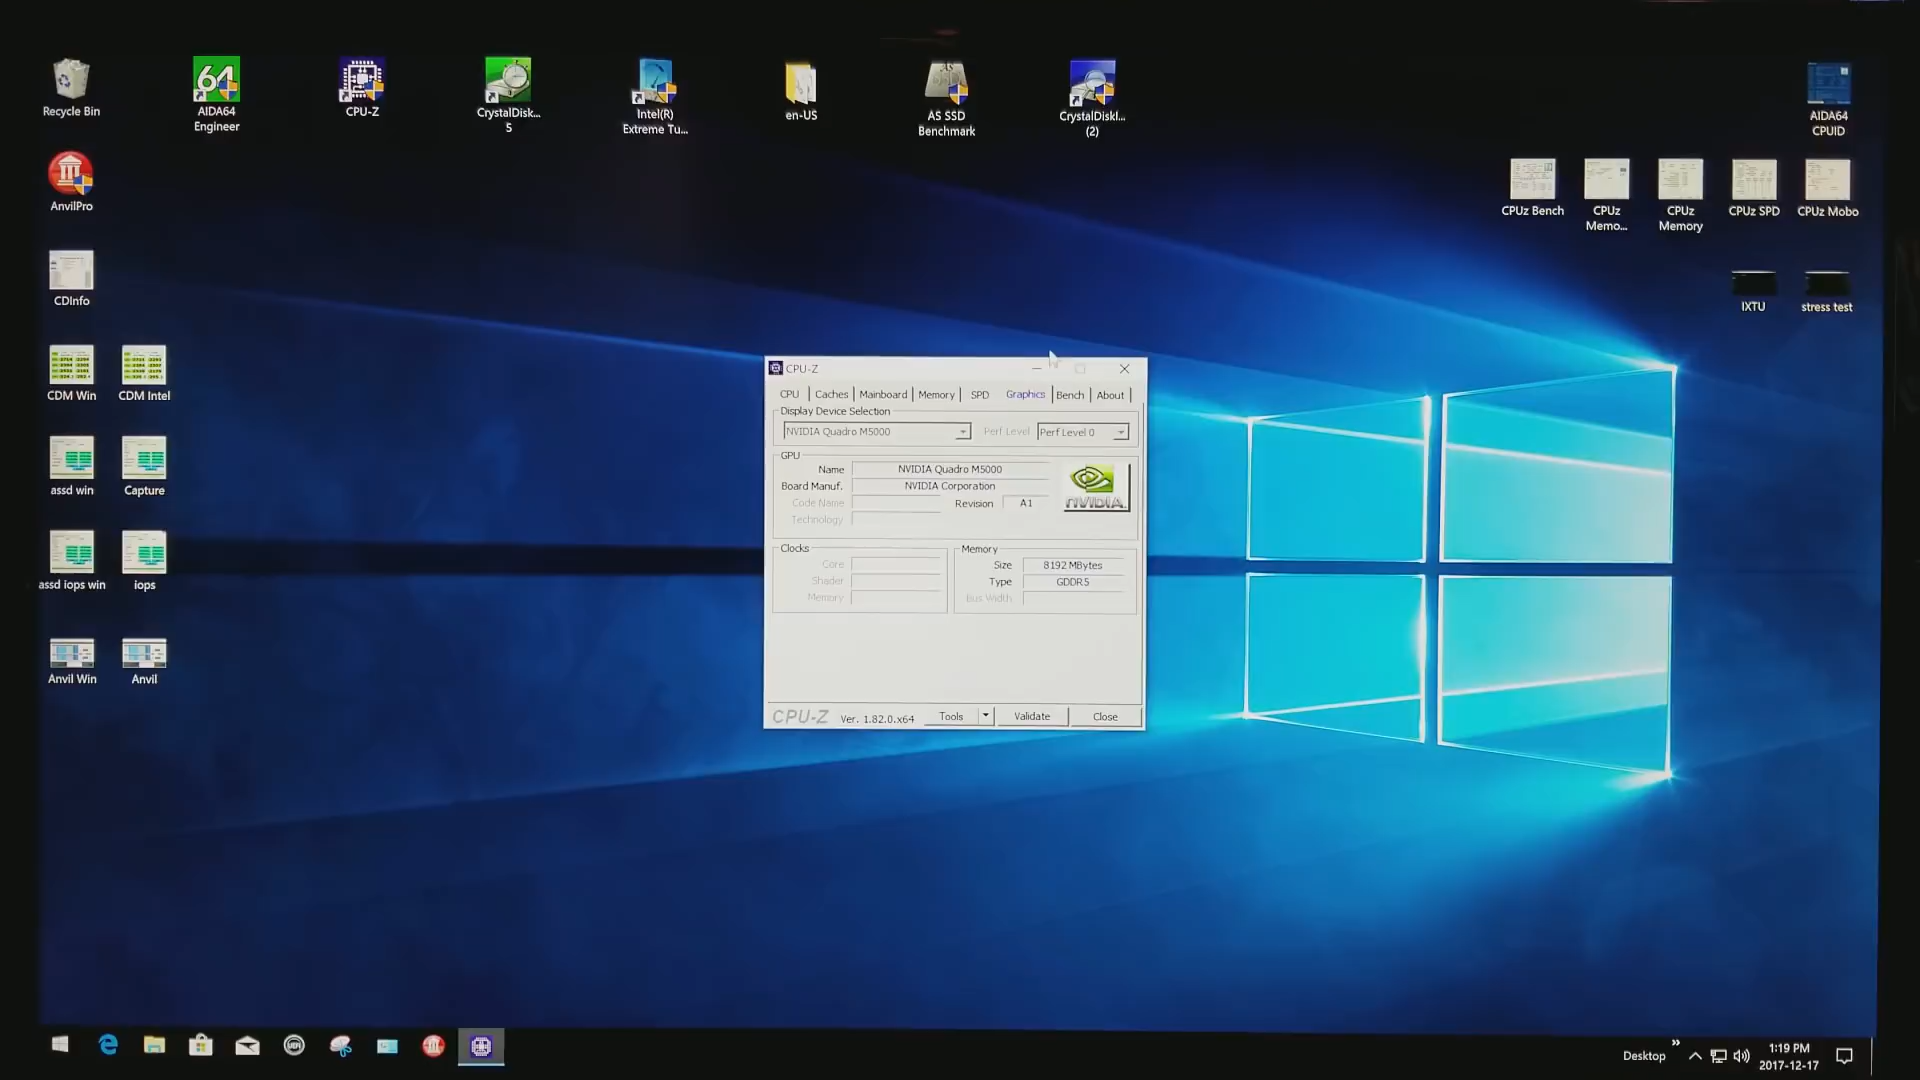 Recycle Bin
AIDA64
Engineer
CPU-Z
CrystalDisk...
5
Intel(R)
Extreme Tu...
en-US
AS SSD
Benchmark
CrystalDiskI...
(2)
AIDA64
CPUID
AnvilPro
CPUz Bench
CPUz
Memo...
CPUz
Memory
CPUz SPD
CPUz Mobo
CDInfo
IXTU
stress test
CDM Win
CDM Intel
assd win
Capture
assd iops win
iops
Anvil Win
Anvil
CPU-Z
CPU Caches Mainboard Memory SPD Graphics Bench About
Display Device Selection
NVIDIA Quadro M5000 Perf Level Perf Level 0
GPU
Name NVIDIA Quadro M5000
Board Manuf. NVIDIA Corporation
Code Name Revision A1
Technology
nVIDIA.
Clocks
Core
Shader
Memory
Memory
Size 8192 MBytes
Type GDDR5
Bus Width
CPU-Z Ver. 1.82.0.x64 Tools Validate Close
Desktop
1:19 PM
2017-12-17